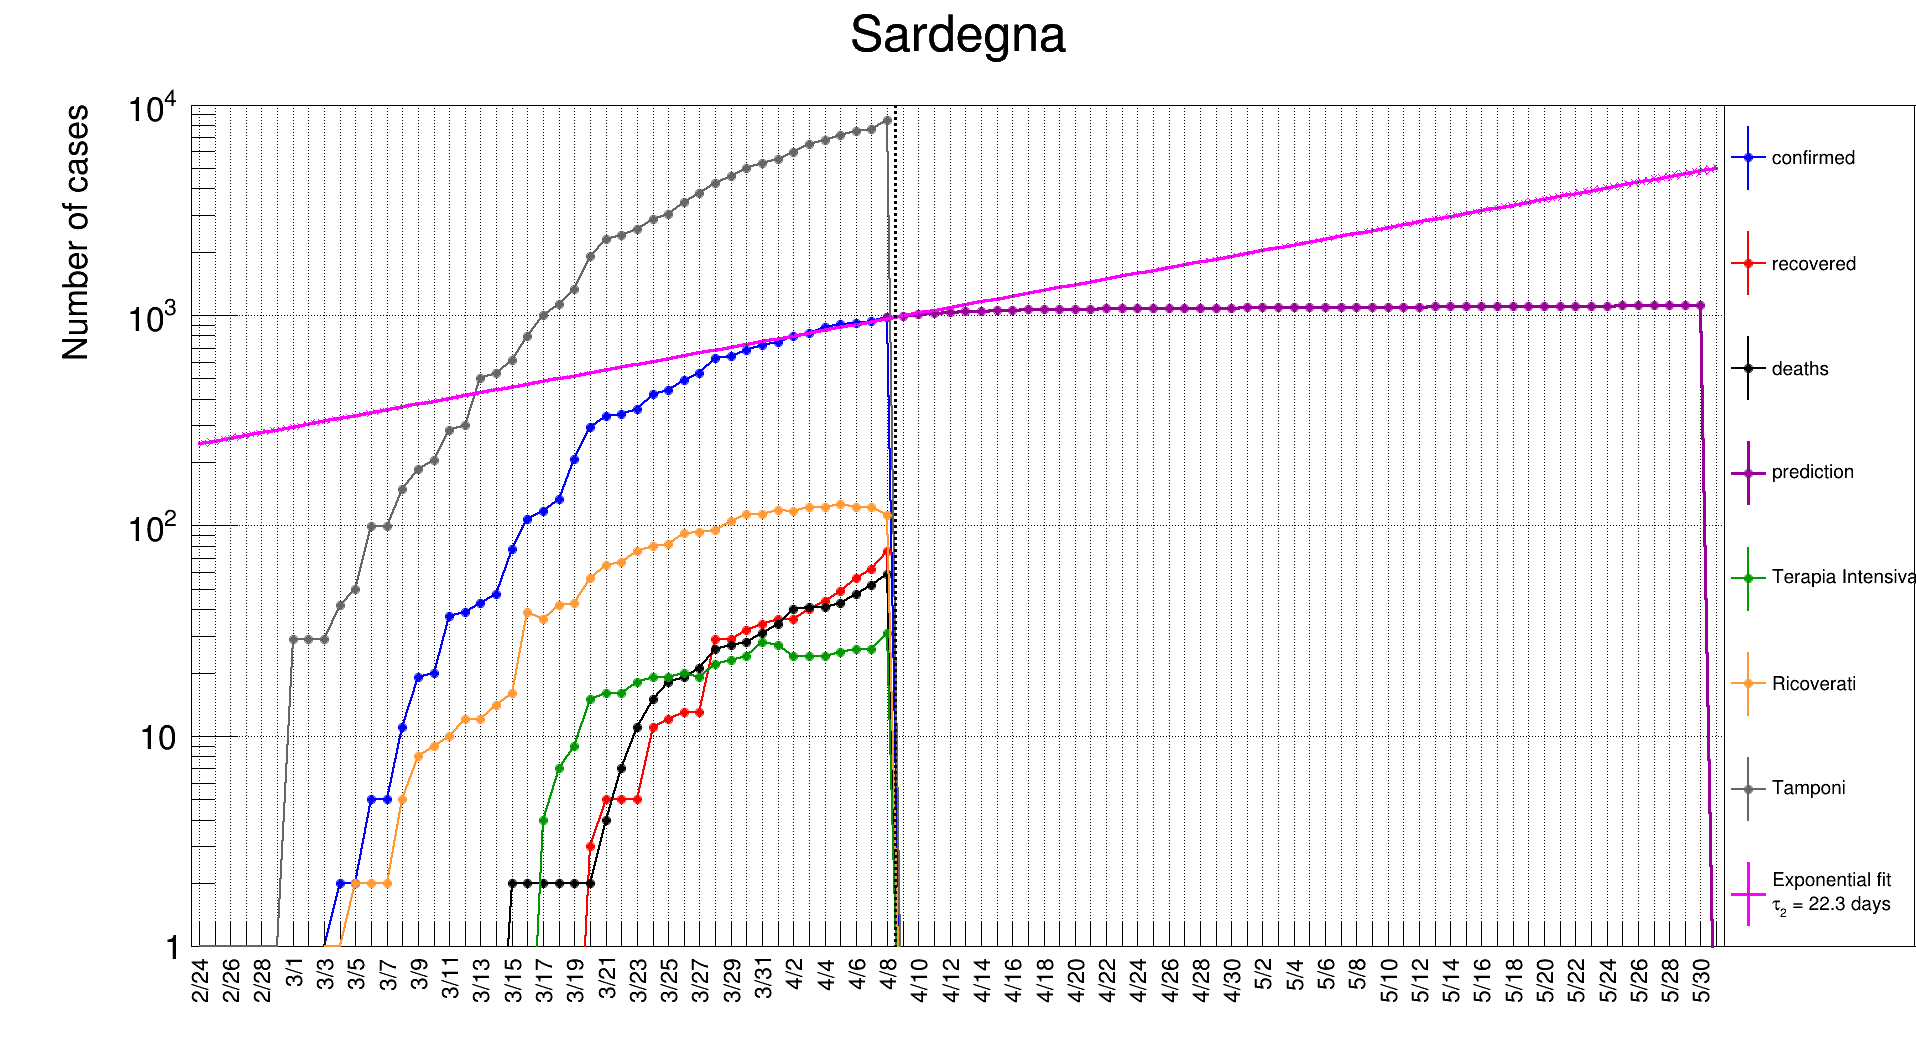 Sardegna
Number of cases
10^4
10^3
10^2
10
1
2/24 2/26 2/28 3/1 3/3 3/5 3/7 3/9 3/11 3/13 3/15 3/17 3/19 3/21 3/23 3/25 3/27 3/29 3/31 4/2 4/4 4/6 4/8 4/10 4/12 4/14 4/16 4/18 4/20 4/22 4/24 4/26 4/28 4/30 5/2 5/4 5/6 5/8 5/10 5/12 5/14 5/16 5/18 5/20 5/22 5/24 5/26 5/28 5/30
confirmed
recovered
deaths
prediction
Terapia Intensiva
Ricoverati
Tamponi
Exponential fit
τ_2 = 22.3 days